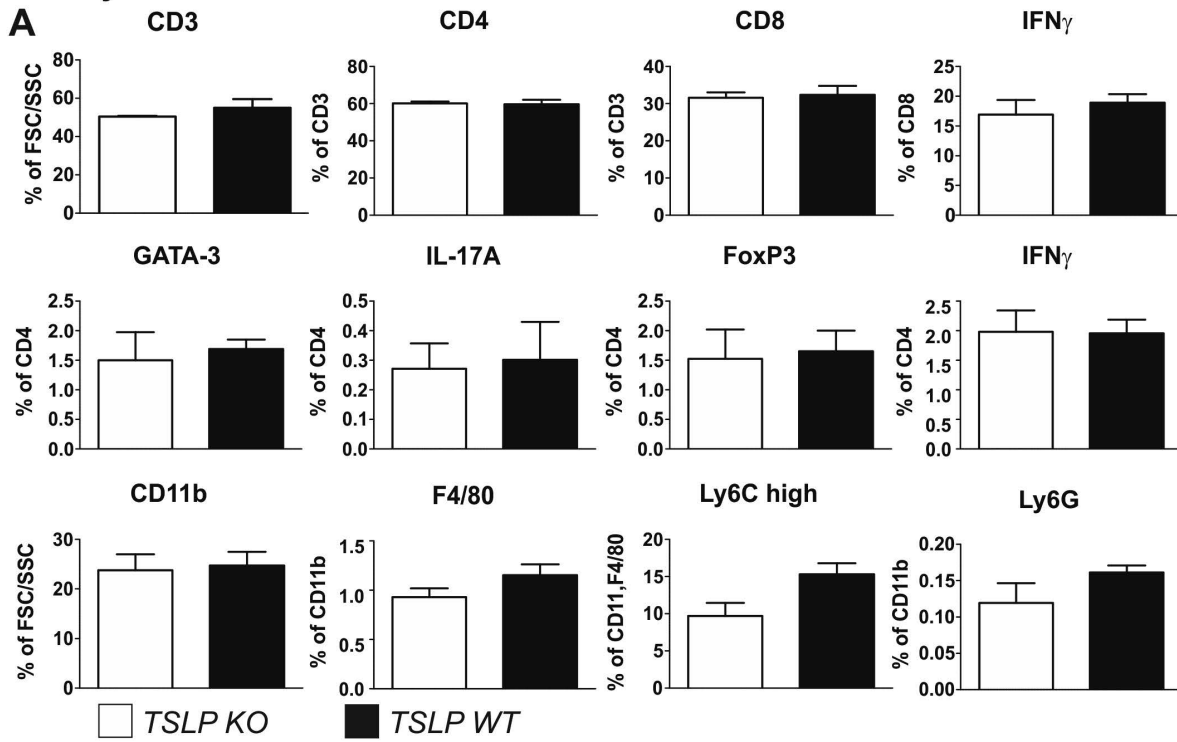 A
CD3
CD4
CD8
IFNγ
% of FSC/SSC
80
60
40
20
0
% of CD3
80
60
40
20
0
% of CD3
40
30
20
10
0
% of CD8
25
20
15
10
5
0
GATA-3
IL-17A
FoxP3
IFNγ
% of CD4
2.5
2.0
1.5
1.0
0.5
0.0
% of CD4
0.5
0.4
0.3
0.2
0.1
0.0
% of CD4
2.5
2.0
1.5
1.0
0.5
0.0
% of CD4
2.5
2.0
1.5
1.0
0.5
0.0
CD11b
F4/80
Ly6C high
Ly6G
% of FSC/SSC
30
20
10
0
% of CD11b
1.5
1.0
0.5
0.0
% of CD11,F4/80
20
15
10
5
0
% of CD11b
0.20
0.15
0.10
0.05
0.00
TSLP KO
TSLP WT